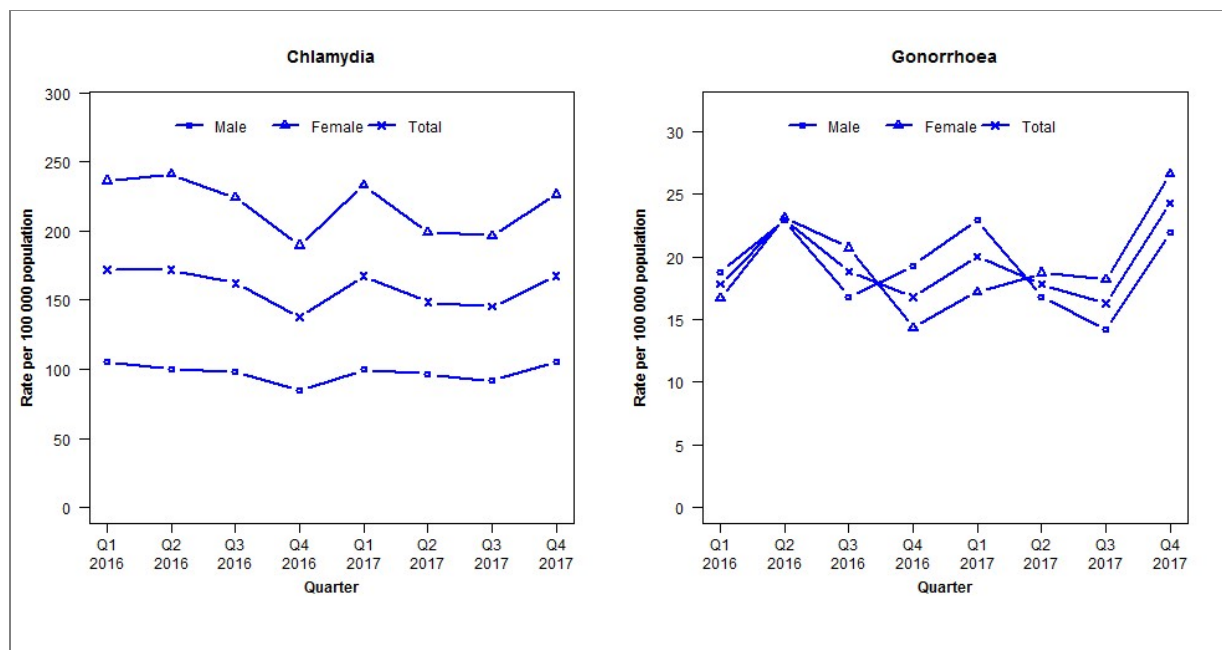 Chlamydia
300
250
200
150
100
50
0
Rate per 100 000 population
Male Female Total
Q1 Q2 Q3 Q4 Q1 Q2 Q3 Q4
2016 2016 2016 2016 2017 2017 2017 2017
Quarter
Gonorrhoea
30
25
20
15
10
5
0
Rate per 100 000 population
Male Female Total
Q1 Q2 Q3 Q4 Q1 Q2 Q3 Q4
2016 2016 2016 2016 2017 2017 2017 2017
Quarter